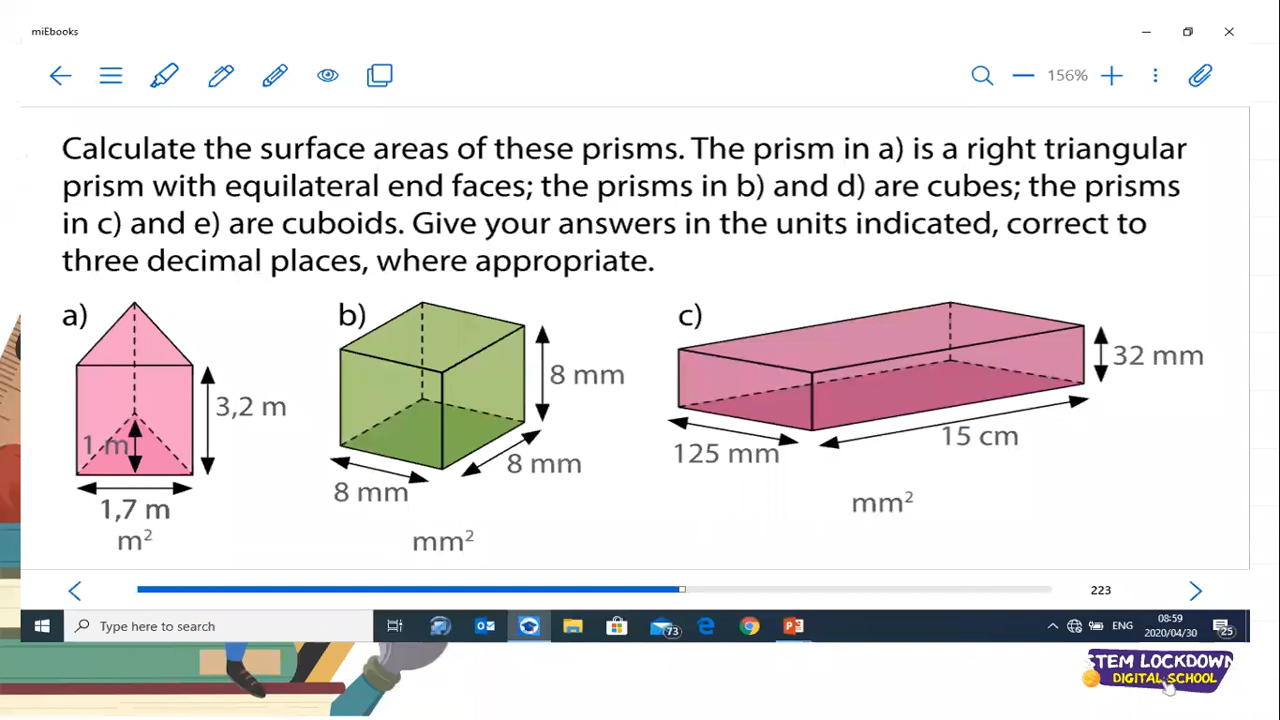 miEbooks
156%
Calculate the surface areas of these prisms. The prism in a) is a right triangular
prism with equilateral end faces; the prisms in b) and d) are cubes; the prisms
in c) and e) are cuboids. Give your answers in the units indicated, correct to
three decimal places, where appropriate.
a)
b)
c)
3,2 m
1 m
1,7 m
m²
8 mm
8 mm
8 mm
mm²
32 mm
15 cm
125 mm
mm²
223
Type here to search
73
ENG
08:59
2020/04/30
25
STEM LOCKDOWN
DIGITAL SCHOOL